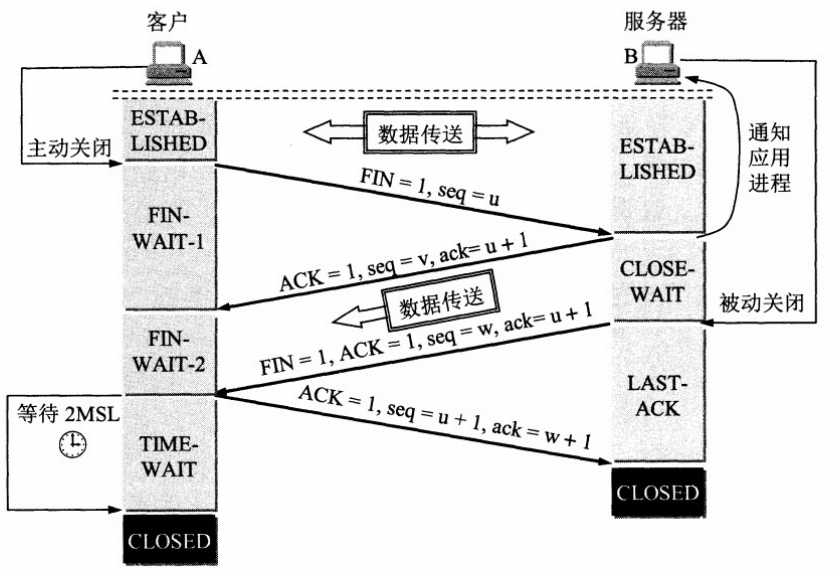 客户
服务器
A
B
ESTAB-
LISHED
数据传送
主动关闭
ESTAB-
LISHED
通知
应用
进程
FIN = 1, seq = u
FIN-
WAIT-1
ACK = 1, seq = v, ack= u + 1
CLOSE-
WAIT
数据传送
被动关闭
FIN-
WAIT-2
FIN = 1, ACK = 1, seq = w, ack= u + 1
LAST-
ACK
ACK = 1, seq = u + 1, ack = w + 1
等待 2MSL
TIME-
WAIT
CLOSED
CLOSED